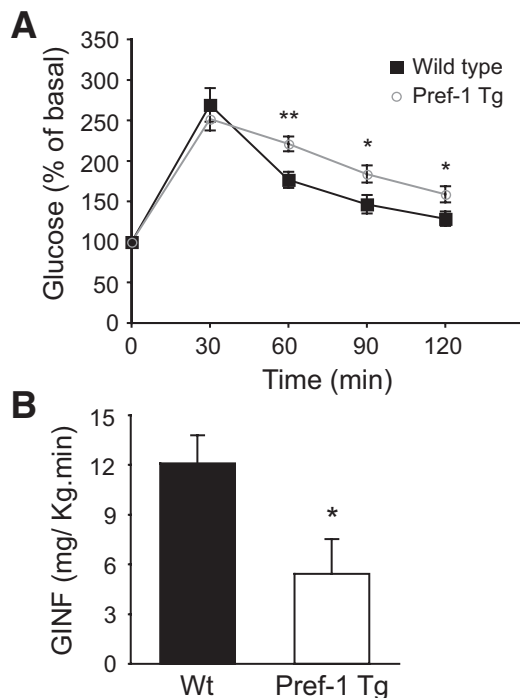 A
Glucose (% of basal)
350
300
250
200
150
100
50
0
Wild type
Pref-1 Tg
**
*
*
0 30 60 90 120
Time (min)
B
GINF (mg/ Kg.min)
15
12
9
6
3
0
*
Wt Pref-1 Tg